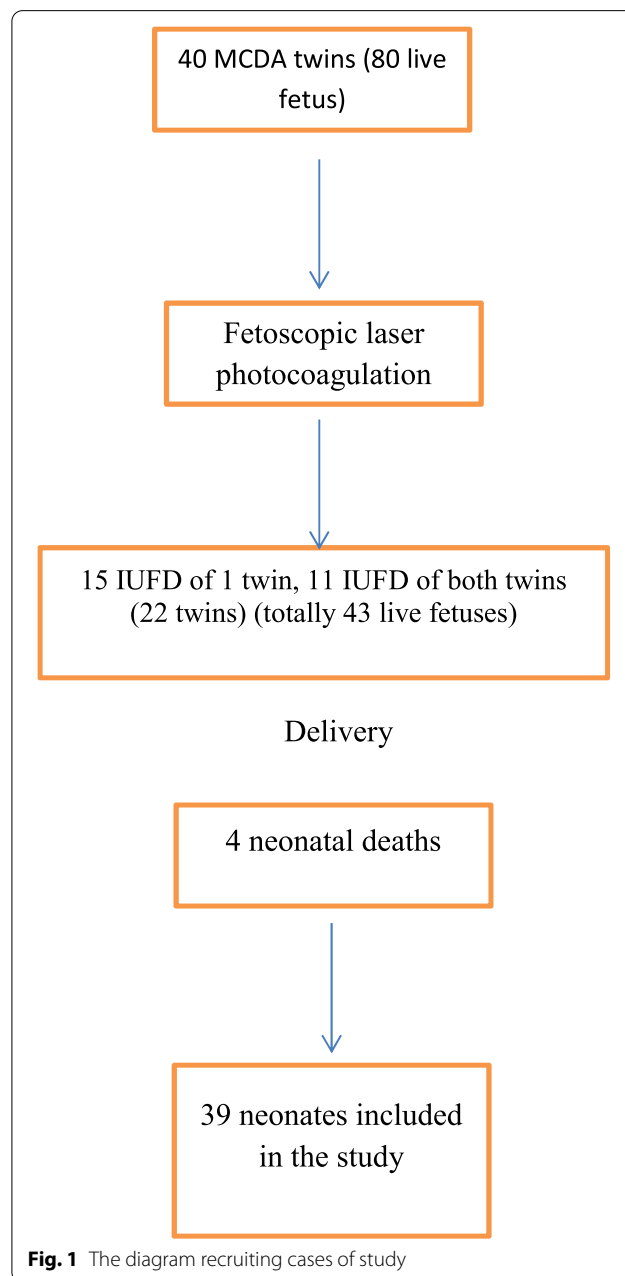 40 MCDA twins (80 live
fetus)
Fetoscopic laser
photocoagulation
15 IUFD of 1 twin, 11 IUFD of both twins
(22 twins) (totally 43 live fetuses)
Delivery
4 neonatal deaths
39 neonates included
in the study
Fig. 1 The diagram recruiting cases of study